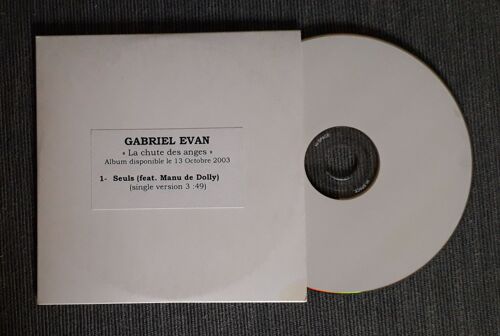 GABRIEL EVAN
« La chute des anges »
Album disponible le 13 Octobre 2003
1- Seuls (feat. Manu de Dolly)
(single version 3 :49)